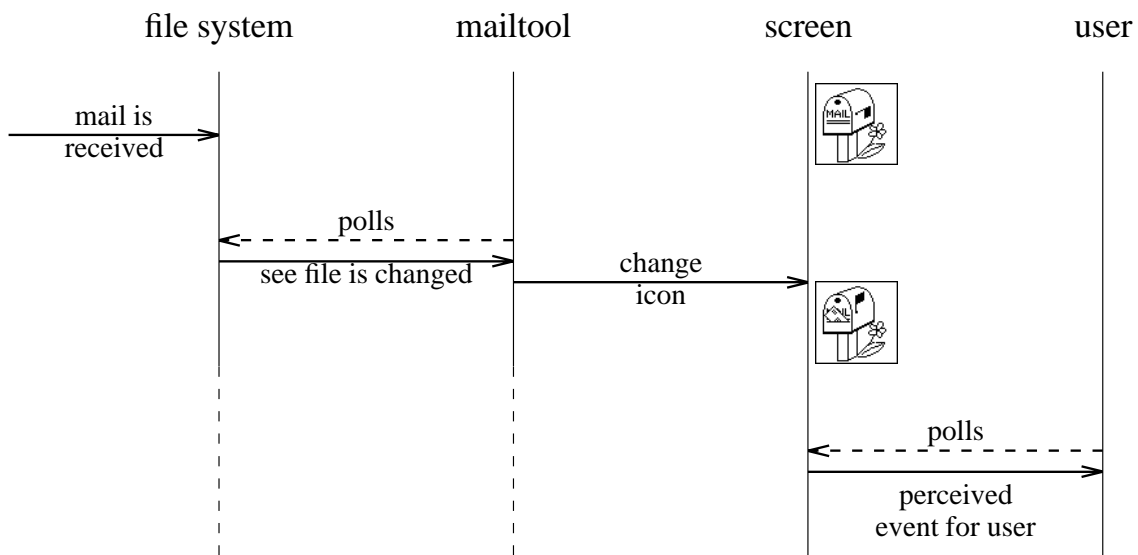 file system
mailtool
screen
user
mail is
received
MAIL
polls
see file is changed
change
icon
polls
perceived
event for user